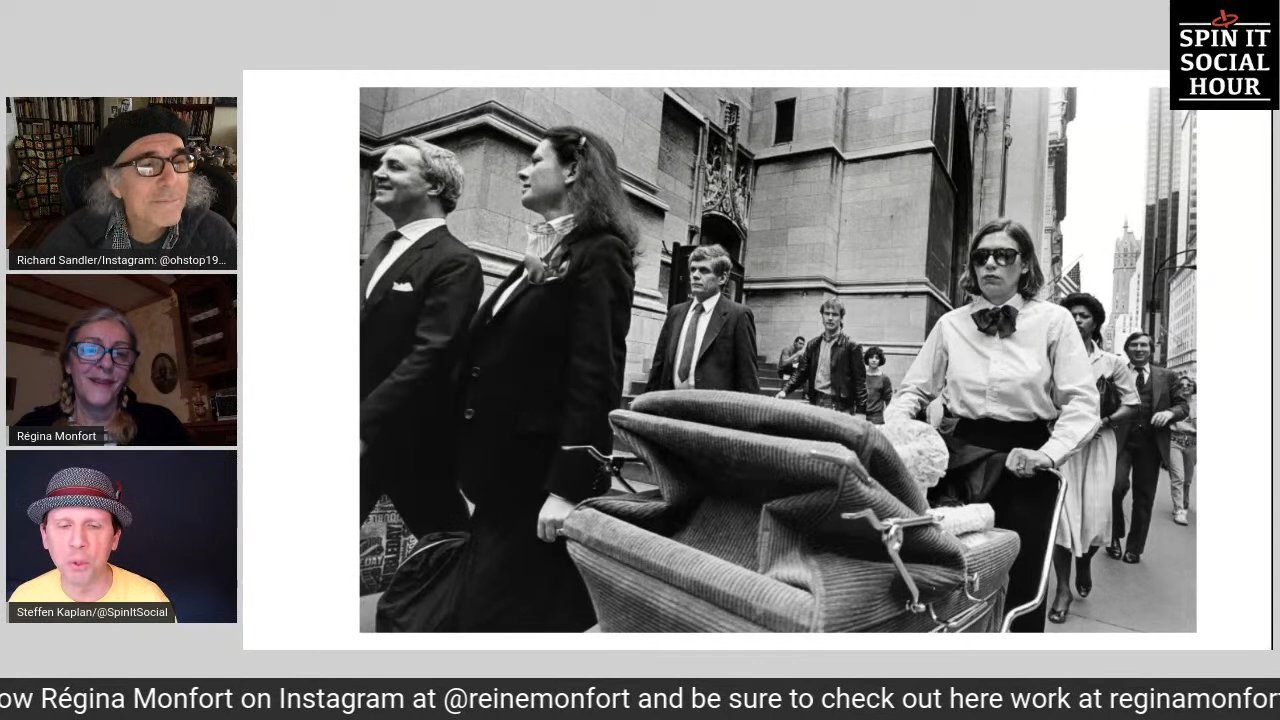 SPIN IT
SOCIAL
HOUR
Richard Sandler/Instagram: @ohstop19...
Régina Monfort
Steffen Kaplan/@SpinItSocial
ow Régina Monfort on Instagram at @reinemonfort and be sure to check out here work at reginamonfor